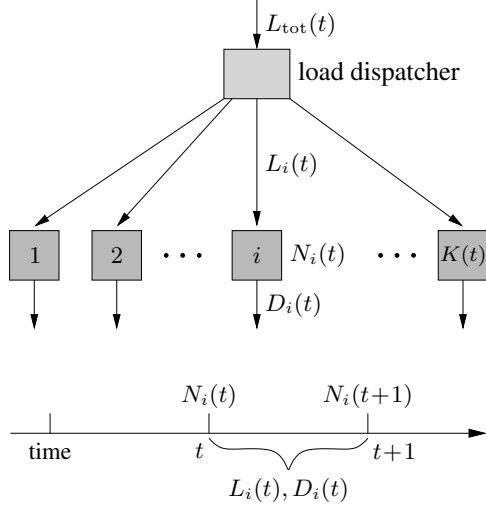 L_tot(t)
load dispatcher
L_i(t)
1 2 · · · i N_i(t) · · · K(t)
D_i(t)
N_i(t) N_i(t+1)
time t t+1
L_i(t), D_i(t)